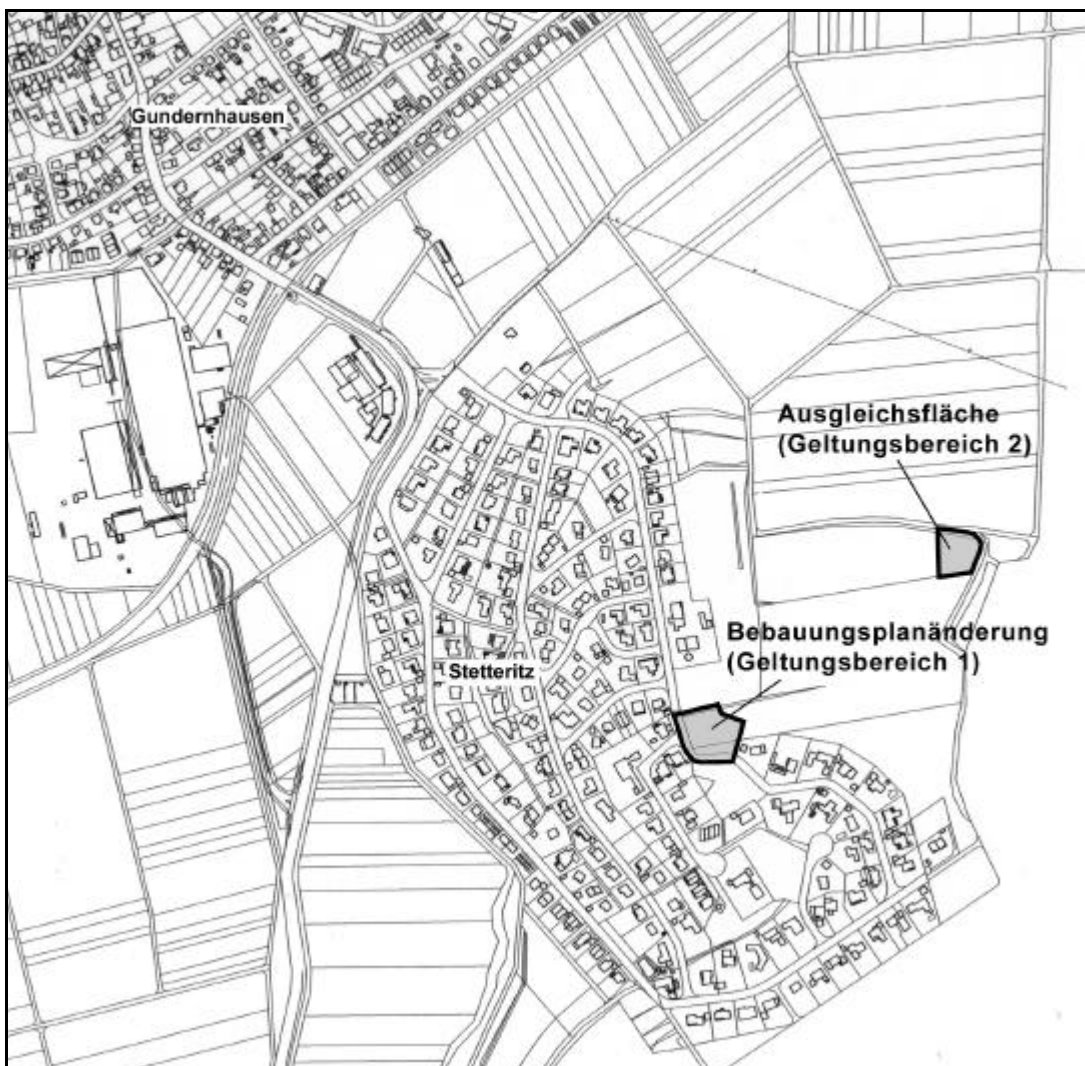 Gundernhausen
Ausgleichsfläche
(Geltungsbereich 2)
Bebauungsplanänderung
(Geltungsbereich 1)
Stetteritz